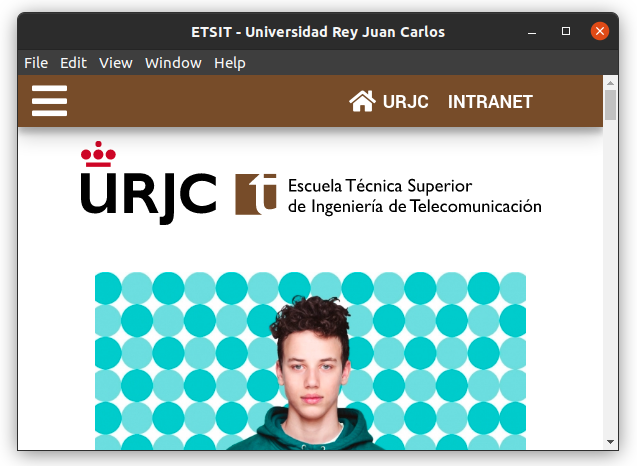 ETSIT - Universidad Rey Juan Carlos
File Edit View Window Help
URJC INTRANET
URJC ti Escuela Técnica Superior
de Ingeniería de Telecomunicación